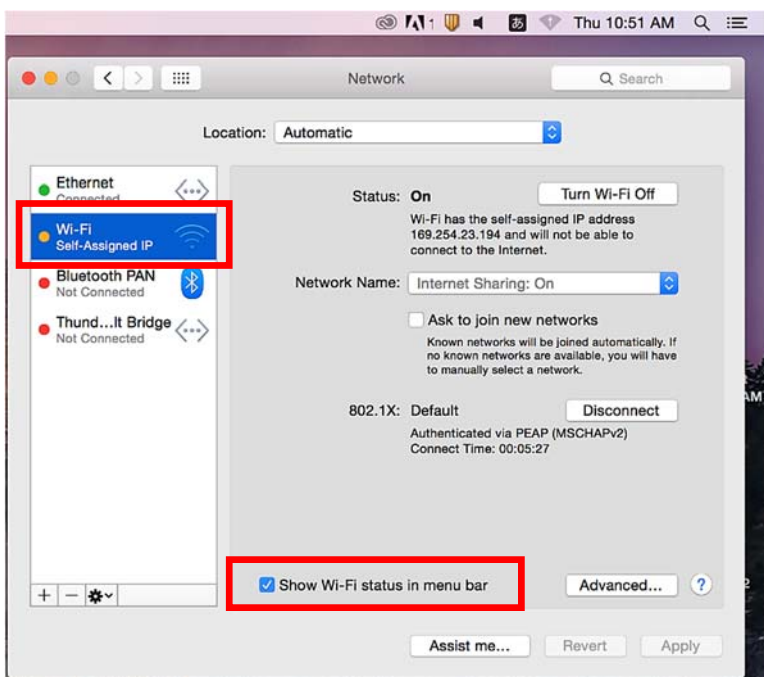 1 あ Thu 10:51 AM
Network
Search
Location: Automatic
Ethernet
Connected
Wi-Fi
Self-Assigned IP
Bluetooth PAN
Not Connected
Thund...lt Bridge
Not Connected
Status: On
Turn Wi-Fi Off
Wi-Fi has the self-assigned IP address
169.254.23.194 and will not be able to
connect to the Internet.
Network Name: Internet Sharing: On
Ask to join new networks
Known networks will be joined automatically. If
no known networks are available, you will have
to manually select a network.
802.1X: Default
Disconnect
Authenticated via PEAP (MSCHAPv2)
Connect Time: 00:05:27
Show Wi-Fi status in menu bar
Advanced... ?
Assist me... Revert Apply
AM
2